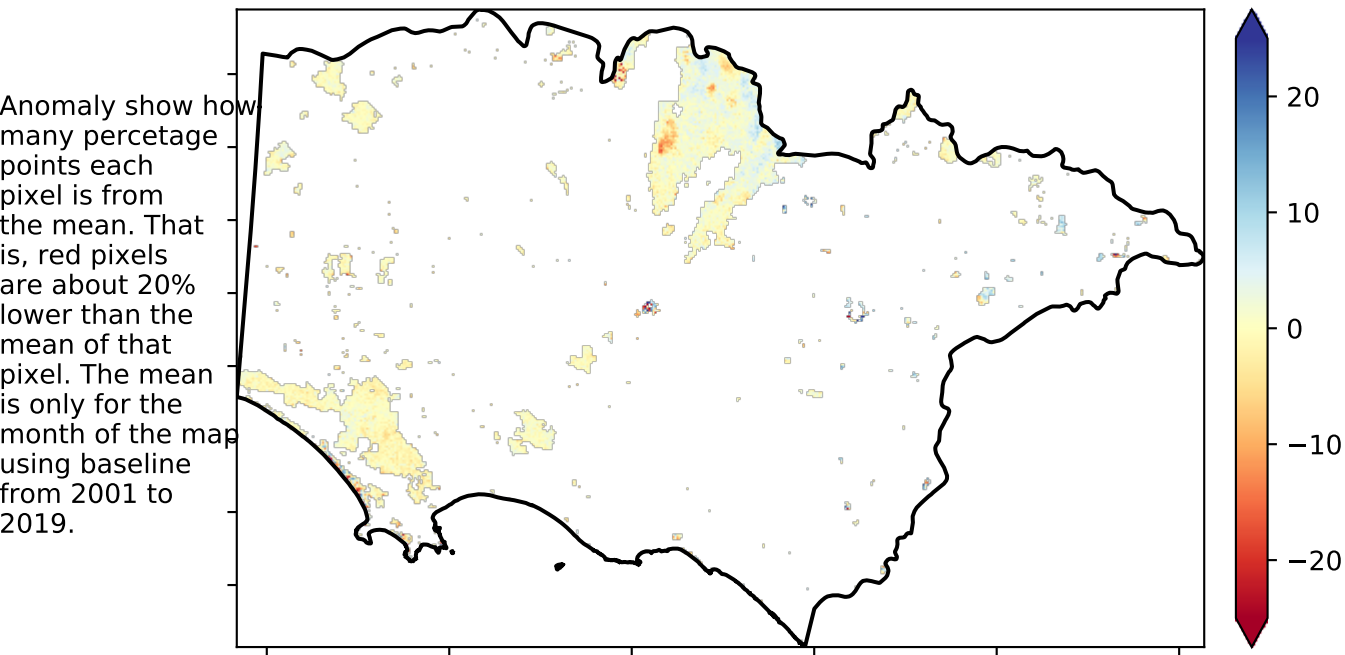 Anomaly show how
many percetage
points each
pixel is from
the mean. That
is, red pixels
are about 20%
lower than the
mean of that
pixel. The mean
is only for the
month of the map
using baseline
from 2001 to
2019.
20
10
0
−10
−20